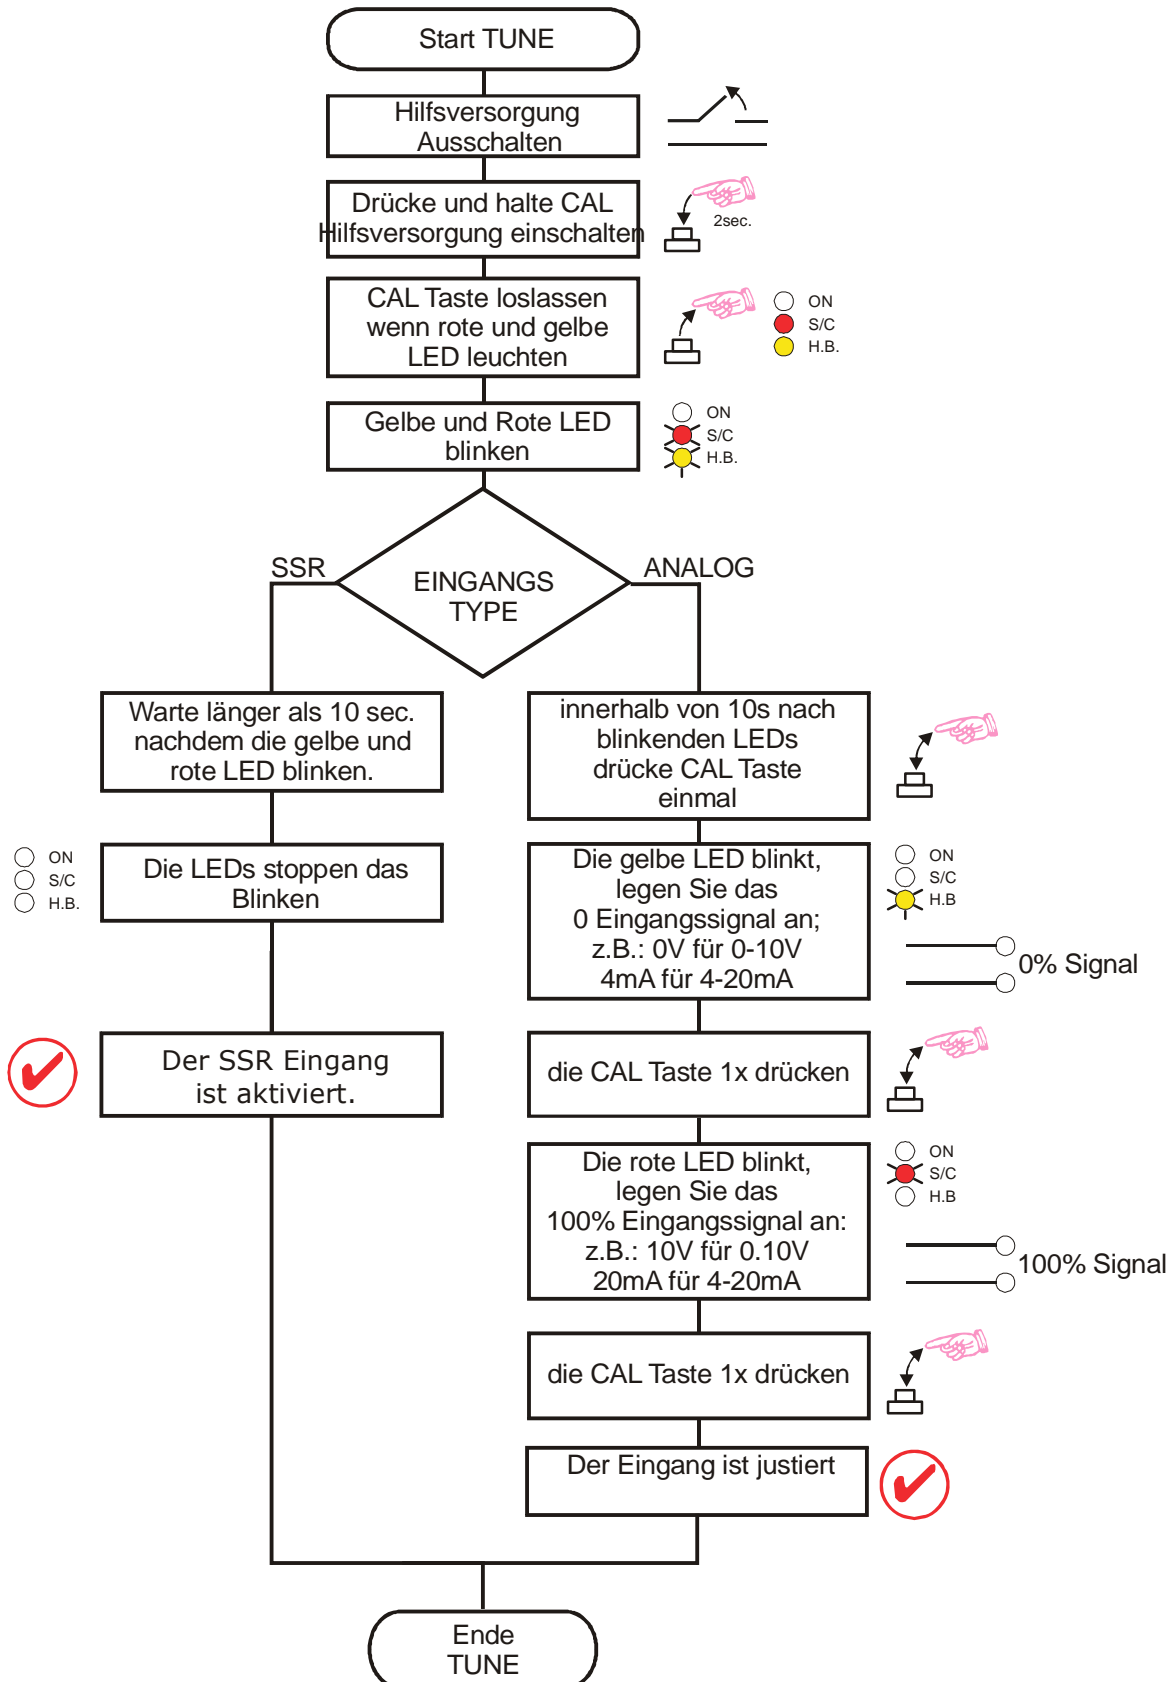 Start TUNE
Hilfsversorgung
Ausschalten
Drücke und halte CAL
Hilfsversorgung einschalten
2sec.
CAL Taste loslassen
wenn rote und gelbe
LED leuchten
ON
S/C
H.B.
Gelbe und Rote LED
blinken
ON
S/C
H.B.
SSR
EINGANGS
TYPE
ANALOG
Warte länger als 10 sec.
nachdem die gelbe und
rote LED blinken.
innerhalb von 10s nach
blinkenden LEDs
drücke CAL Taste
einmal
ON
S/C
H.B.
Die LEDs stoppen das
Blinken
Die gelbe LED blinkt,
legen Sie das
0 Eingangssignal an;
z.B.: 0V für 0-10V
4mA für 4-20mA
ON
S/C
H.B
0% Signal
Der SSR Eingang
ist aktiviert.
die CAL Taste 1x drücken
Die rote LED blinkt,
legen Sie das
100% Eingangssignal an:
z.B.: 10V für 0.10V
20mA für 4-20mA
ON
S/C
H.B
100% Signal
die CAL Taste 1x drücken
Der Eingang ist justiert
Ende
TUNE